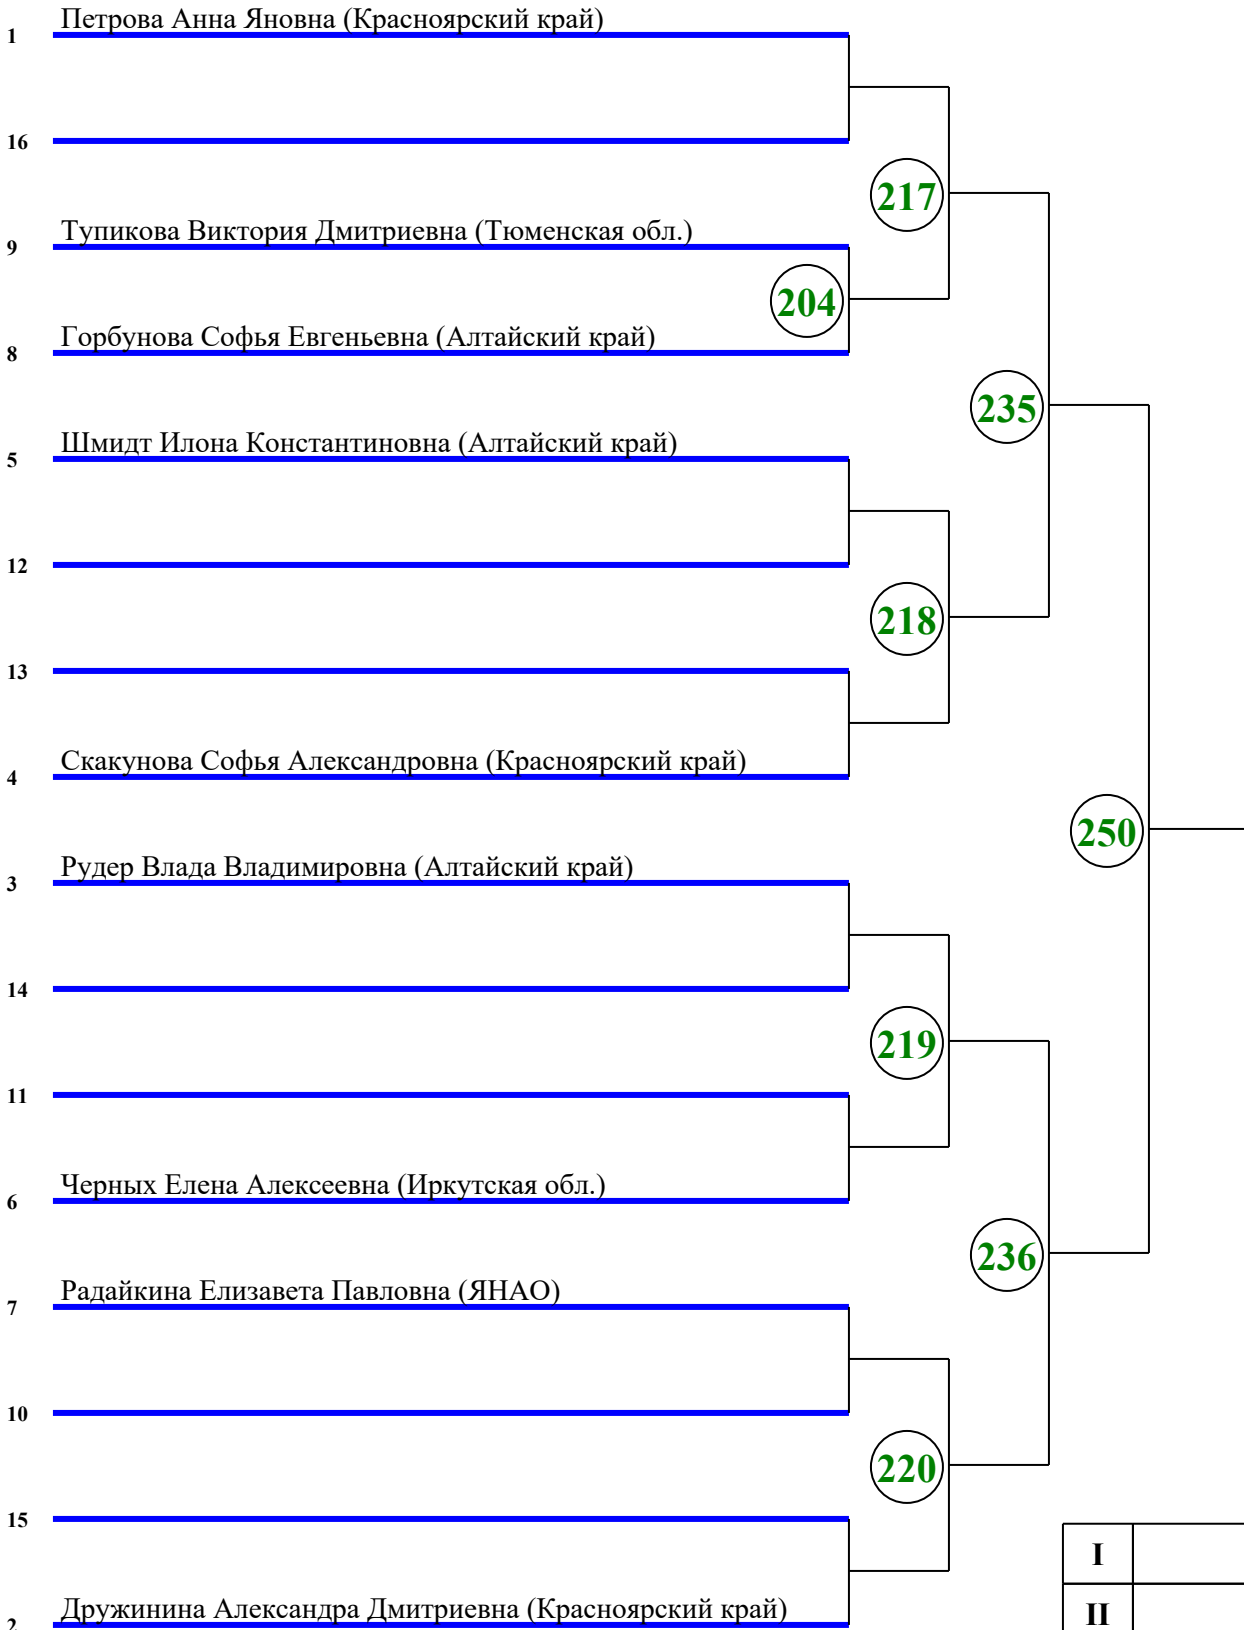 Петрова Анна Яновна (Красноярский край)
1
16
217
Тупикова Виктория Дмитриевна (Тюменская обл.)
9
204
Горбунова Софья Евгеньевна (Алтайский край)
8
235
Шмидт Илона Константиновна (Алтайский край)
5
12
218
13
Скакунова Софья Александровна (Красноярский край)
4
250
Рудер Влада Владимировна (Алтайский край)
3
14
219
11
Черных Елена Алексеевна (Иркутская обл.)
6
236
Радайкина Елизавета Павловна (ЯНАО)
7
10
220
15
I
Дружинина Александра Дмитриевна (Красноярский край)
2
II